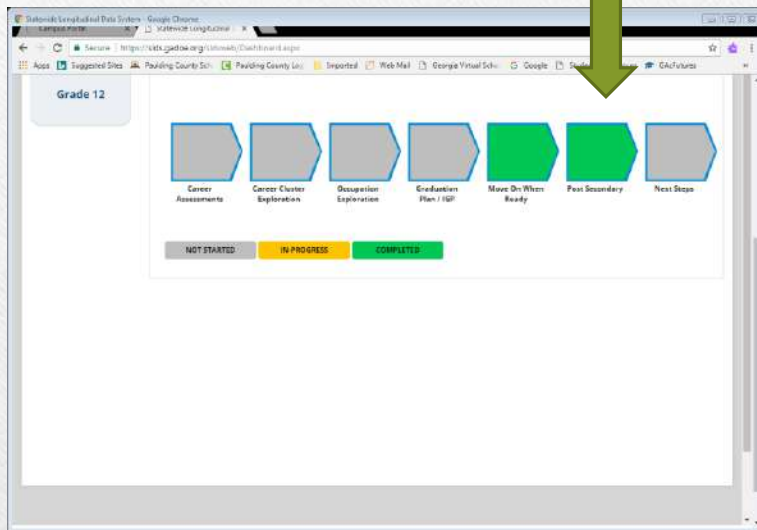 Statewide Longitudinal Data System - Google Chrome
Campus Portal
Statewide Longitudinal
Secure https://slds.gadoe.org/sldsweb/Dashboard.aspx
Apps Suggested Sites Paulding County Sch Paulding County Imported Web Mail Georgia Virtual Scho Google GAcFutures
Grade 12
Career Assessments
Career Cluster Exploration
Occupation Exploration
Graduation Plan / IGP
Move On When Ready
Post Secondary
Next Steps
NOT STARTED
IN-PROGRESS
COMPLETED